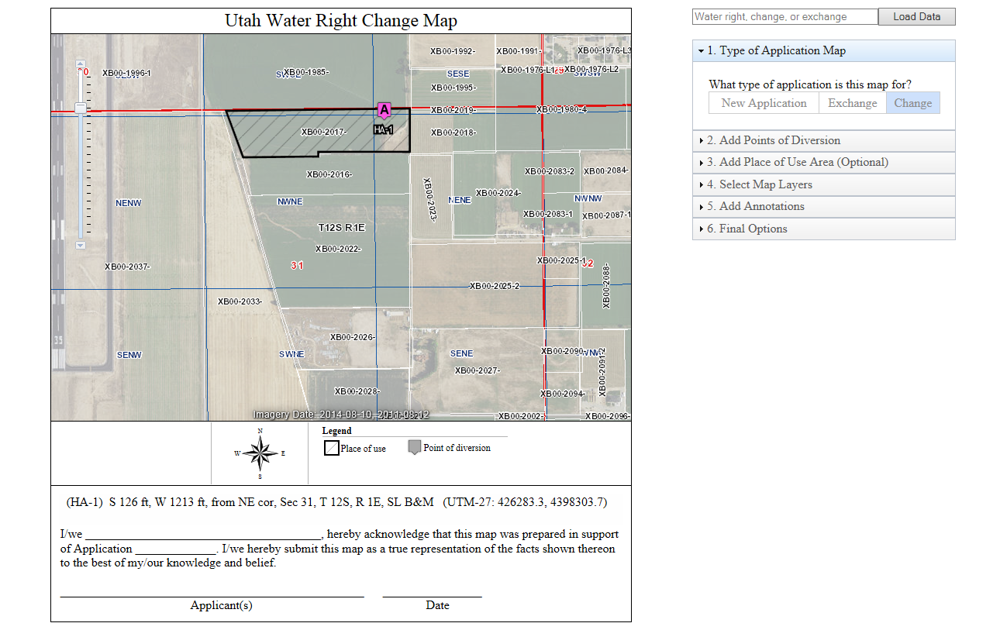 Utah Water Right Change Map
XB00-1992-
XB00-1991-
XB00-1976-L3
XB00-1996-1
XB00-1985-
SESE
XB00-1976-L1
29
XB00-1976-L2
SWSW
XB00-1995-
A
XB00-2019-
XB00-1980-4
XB00-2017-
HA-1
XB00-2018-
XB00-2016-
XB00-2083-2
XB00-2084-
XB00-2023-
XB00-2024-
NENW
NWNE
NENE
NWNW
XB00-2083-1
XB00-2087-1
T12S R1E
XB00-2022-
XB00-2037-
31
XB00-2025-1
32
XB00-2088-
XB00-2025-2
XB00-2033-
XB00-2026-
35
SENW
SWNE
SENE
XB00-2090-
SWNW
XB00-2091-2
XB00-2027-
XB00-2028-
XB00-2094-
Imagery Date: 2014-08-10, 2011-08-12
XB00-2002-
XB00-2096-
N
W
E
S
Legend
Place of use
Point of diversion
(HA-1) S 126 ft, W 1213 ft, from NE cor, Sec 31, T 12S, R 1E, SL B&M (UTM-27: 426283.3, 4398303.7)
I/we ______________________________________, hereby acknowledge that this map was prepared in support
of Application _____________. I/we hereby submit this map as a true representation of the facts shown thereon
to the best of my/our knowledge and belief.
Applicant(s)
Date
Water right, change, or exchange
Load Data
1. Type of Application Map
What type of application is this map for?
New Application
Exchange
Change
2. Add Points of Diversion
3. Add Place of Use Area (Optional)
4. Select Map Layers
5. Add Annotations
6. Final Options